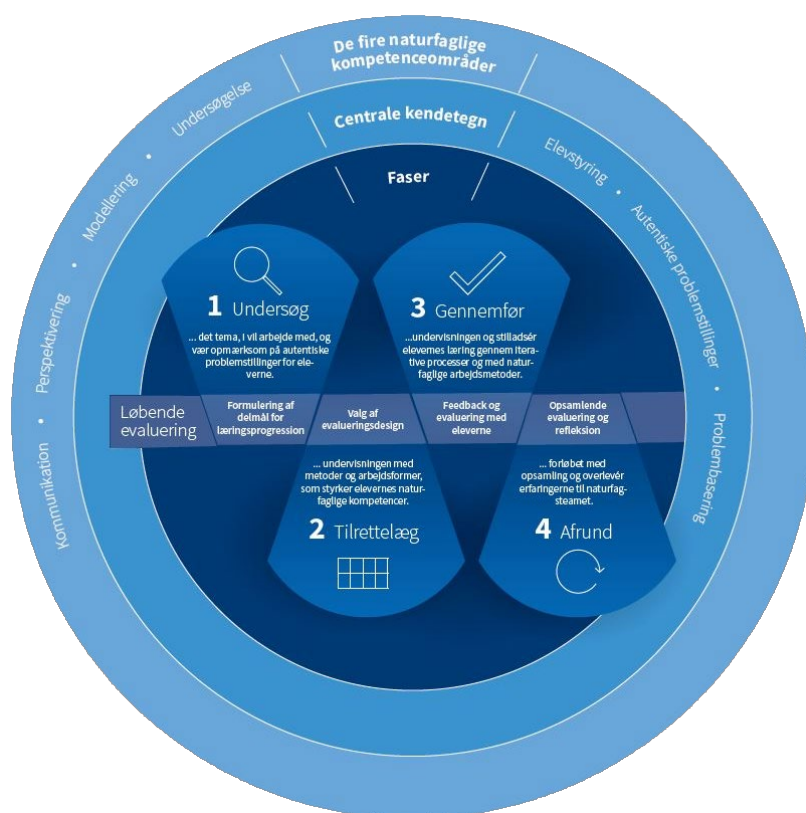 De fire naturfaglige
kompetenceområder
Kommunikation • Perspektivering • Modellering • Undersøgelse
Centrale kendetegn
Elevstyring • Autentiske problemstillinger • Problembasering
Faser
1 Undersøg
... det tema, i vil arbejde med, og
vær opmærksom på autentiske
problemstillinger for ele-
verne.
3 Gennemfør
...undervisningen og stilladsér
elevernes læring gennem itera-
tive processer og med natur-
faglige arbejdsmetoder.
Løbende
evaluering
Formulering af
delmål for
læringsprogression
Valg af
evalueringsdesign
Feedback og
evaluering med
eleverne
Opsamlende
evaluering og
refleksion
... undervisningen med
metoder og arbejdsformer,
som styrker elevernes natur-
faglige kompetencer.
2 Tilrettelæg
... forløbet med
opsamling og overlevér
erfaringerne til naturfag-
steamet.
4 Afrund